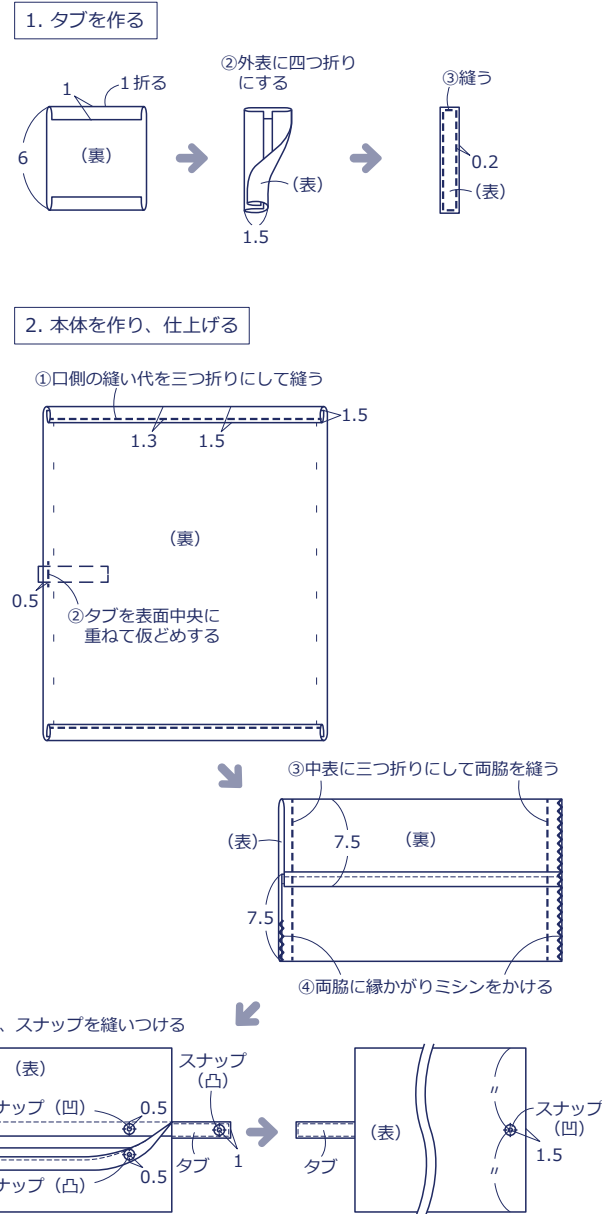 1. タブを作る
1
1折る
6
（裏）
②外表に四つ折り
にする
（表）
1.5
③縫う
0.2
（表）
2. 本体を作り、仕上げる
①口側の縫い代を三つ折りにして縫う
1.5
1.3
1.5
（裏）
0.5
②タブを表面中央に
重ねて仮どめする
③中表に三つ折りにして両脇を縫う
（表）
7.5
（裏）
7.5
④両脇に縁かがりミシンをかける
、スナップを縫いつける
（表）
ナップ（凹）
0.5
ナップ（凸）
0.5
スナップ
（凸）
タブ
1
タブ
（表）
〃
〃
スナップ
（凹）
1.5